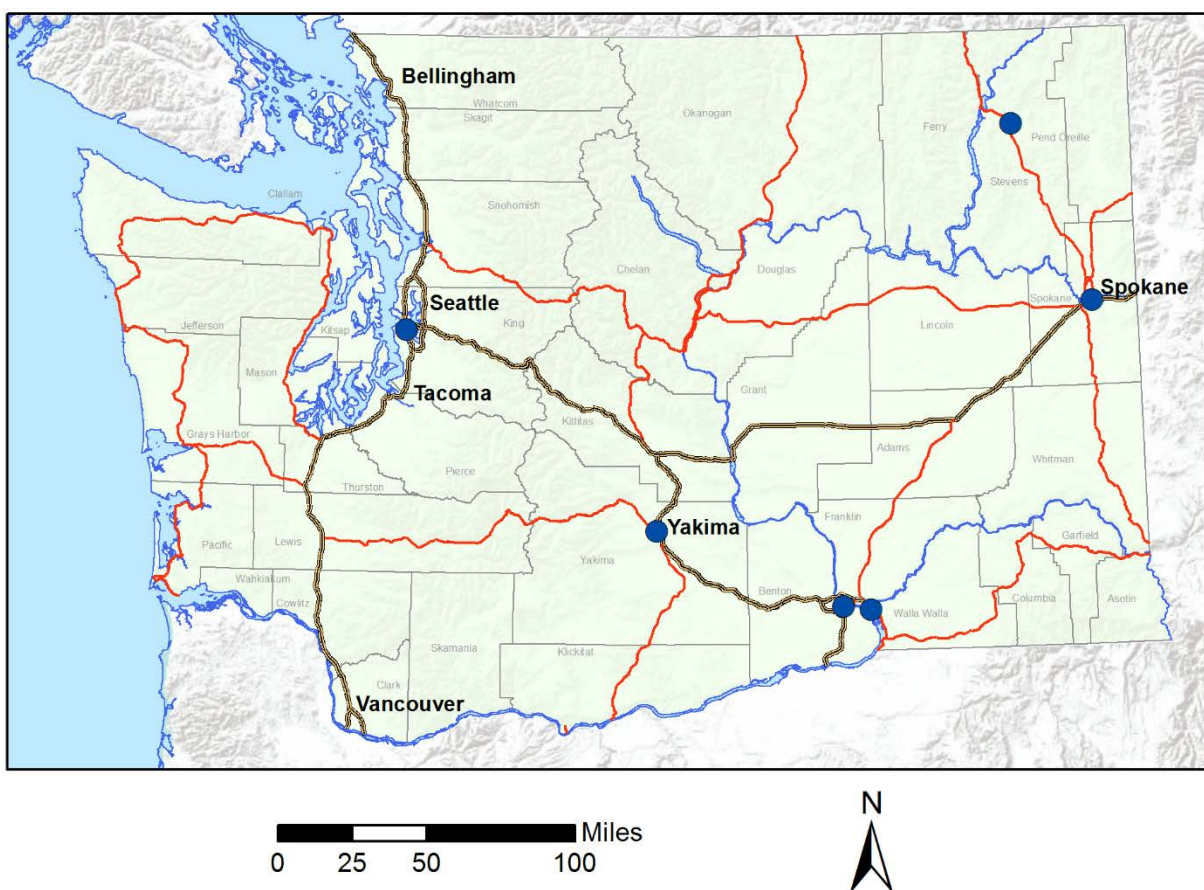 Bellingham
Whatcom
Skagit
Okanogan
Ferry
Pend Oreille
Stevens
Clallam
Snohomish
Chelan
Douglas
Spokane
Spokane
Seattle
King
Lincoln
Jefferson
Kitsap
Mason
Grant
Tacoma
Kittitas
Grays Harbor
Adams
Whitman
Pierce
Thurston
Franklin
Yakima
Garfield
Pacific
Lewis
Yakima
Wahkiakum
Benton
Walla Walla
Columbia
Asotin
Cowlitz
Skamania
Klickitat
Clark
Vancouver
N
Miles
0 25 50 100